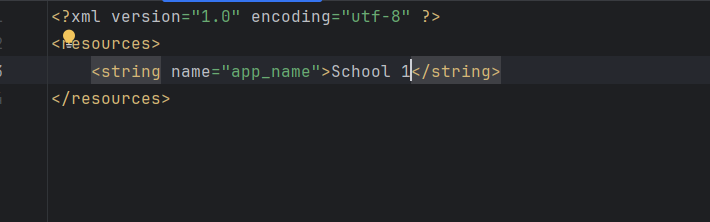 <?xml version="1.0" encoding="utf-8" ?>
<resources>
    <string name="app_name">School 1</string>
</resources>